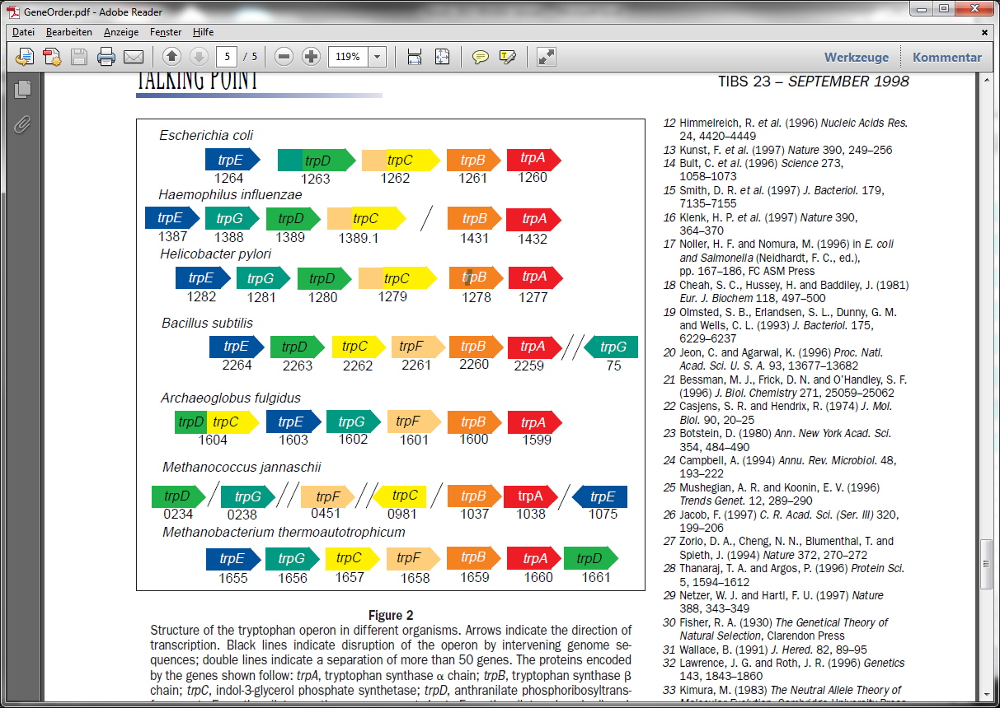 GeneOrder.pdf - Adobe Reader
Datei Bearbeiten Anzeige Fenster Hilfe
5 / 5 119% Werkzeuge Kommentar
TALKING POINT
TIBS 23 – SEPTEMBER 1998
Escherichia coli
trpE trpD trpC trpB trpA
1264 1263 1262 1261 1260
Haemophilus influenzae
trpE trpG trpD trpC / trpB trpA
1387 1388 1389 1389.1 1431 1432
Helicobacter pylori
trpE trpG trpD trpC trpB trpA
1282 1281 1280 1279 1278 1277
Bacillus subtilis
trpE trpD trpC trpF trpB trpA // trpG
2264 2263 2262 2261 2260 2259 75
Archaeoglobus fulgidus
trpD trpC trpE trpG trpF trpB trpA
1604 1603 1602 1601 1600 1599
Methanococcus jannaschii
trpD / trpG // trpF // trpC / trpB trpA / trpE
0234 0238 0451 0981 1037 1038 1075
Methanobacterium thermoautotrophicum
trpE trpG trpC trpF trpB trpA trpD
1655 1656 1657 1658 1659 1660 1661
Figure 2
Structure of the tryptophan operon in different organisms. Arrows indicate the direction of
transcription. Black lines indicate disruption of the operon by intervening genome se-
quences; double lines indicate a separation of more than 50 genes. The proteins encoded
by the genes shown follow: trpA, tryptophan synthase α chain; trpB, tryptophan synthase β
chain; trpC, indol-3-glycerol phosphate synthetase; trpD, anthranilate phosphoribosyltrans-
12 Himmelreich, R. et al. (1996) Nucleic Acids Res.
24, 4420–4449
13 Kunst, F. et al. (1997) Nature 390, 249–256
14 Bult, C. et al. (1996) Science 273,
1058–1073
15 Smith, D. R. et al. (1997) J. Bacteriol. 179,
7135–7155
16 Klenk, H. P. et al. (1997) Nature 390,
364–370
17 Noller, H. F. and Nomura, M. (1996) in E. coli
and Salmonella (Neidhardt, F. C., ed.),
pp. 167–186, FC ASM Press
18 Cheah, S. C., Hussey, H. and Baddiley, J. (1981)
Eur. J. Biochem 118, 497–500
19 Olmsted, S. B., Erlandsen, S. L., Dunny, G. M.
and Wells, C. L. (1993) J. Bacteriol. 175,
6229–6237
20 Jeon, C. and Agarwal, K. (1996) Proc. Natl.
Acad. Sci. U. S. A. 93, 13677–13682
21 Bessman, M. J., Frick, D. N. and O'Handley, S. F.
(1996) J. Biol. Chemistry 271, 25059–25062
22 Casjens, S. R. and Hendrix, R. (1974) J. Mol.
Biol. 90, 20–25
23 Botstein, D. (1980) Ann. New York Acad. Sci.
354, 484–490
24 Campbell, A. (1994) Annu. Rev. Microbiol. 48,
193–222
25 Mushegian, A. R. and Koonin, E. V. (1996)
Trends Genet. 12, 289–290
26 Jacob, F. (1997) C. R. Acad. Sci. (Ser. III) 320,
199–206
27 Zorio, D. A., Cheng, N. N., Blumenthal, T. and
Spieth, J. (1994) Nature 372, 270–272
28 Thanaraj, T. A. and Argos, P. (1996) Protein Sci.
5, 1594–1612
29 Netzer, W. J. and Hartl, F. U. (1997) Nature
388, 343–349
30 Fisher, R. A. (1930) The Genetical Theory of
Natural Selection, Clarendon Press
31 Wallace, B. (1991) J. Hered. 82, 89–95
32 Lawrence, J. G. and Roth, J. R. (1996) Genetics
143, 1843–1860
33 Kimura, M. (1983) The Neutral Allele Theory of